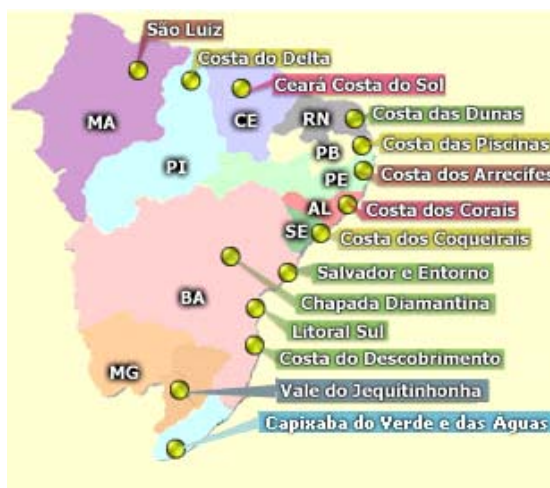 São Luiz
Costa do Delta
Ceará Costa do Sol
MA
CE
RN
Costa das Dunas
PB
Costa das Piscinas
PI
PE
Costa dos Arrecifes
AL
Costa dos Corais
SE
Costa dos Coqueirais
Salvador e Entorno
BA
Chapada Diamantina
Litoral Sul
Costa do Descobrimento
MG
Vale do Jequitinhonha
Capixaba do Verde e das Águas